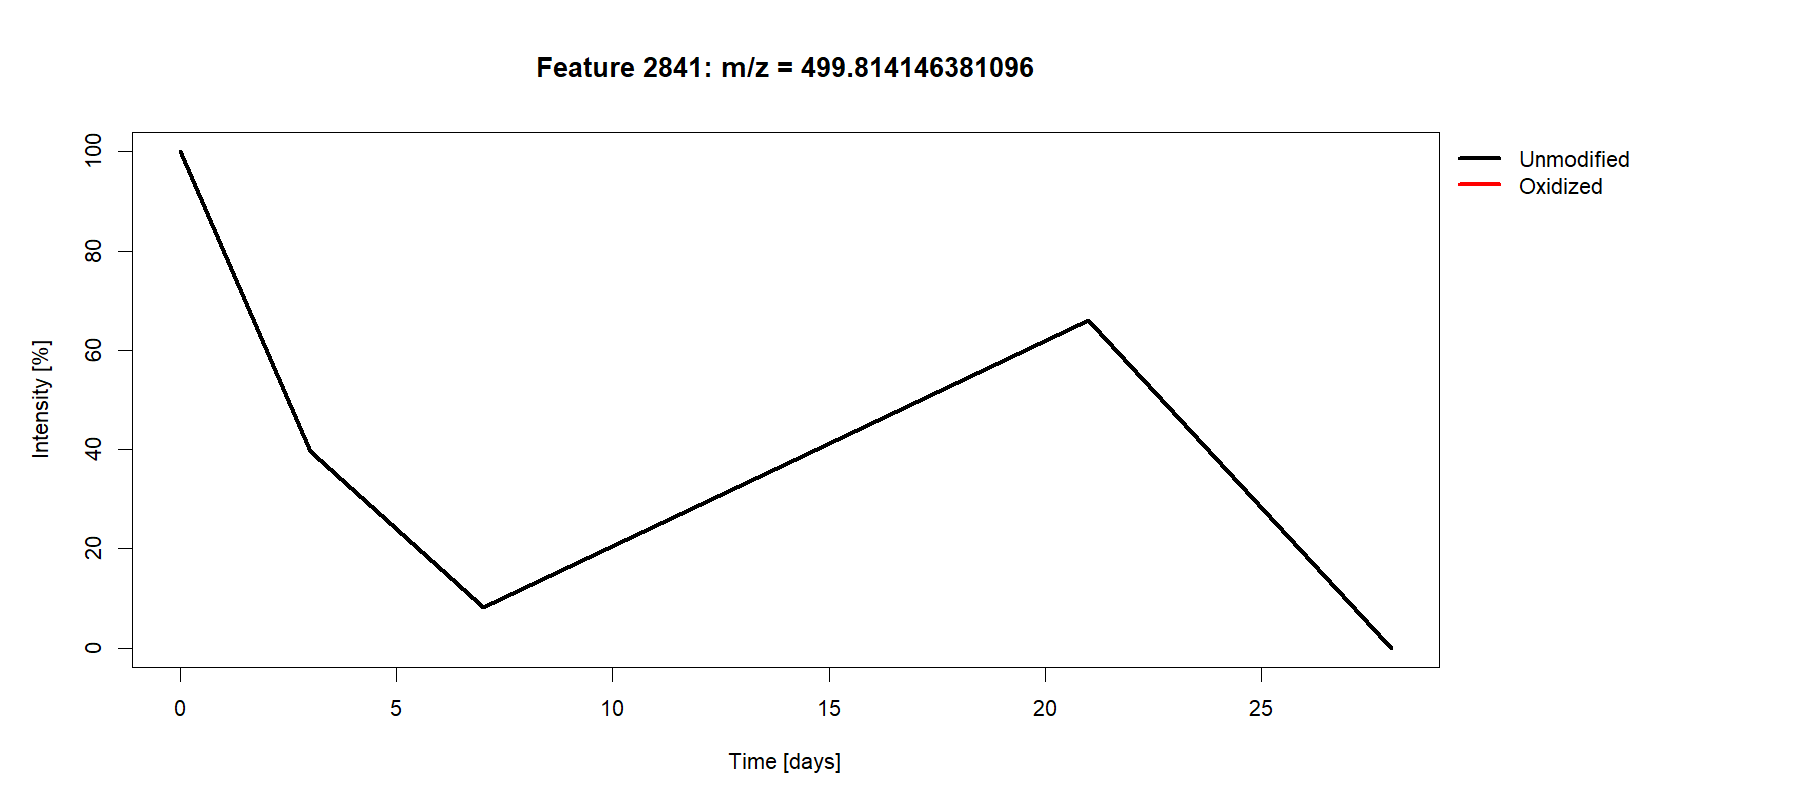 Feature 2841: m/z = 499.814146381096
Unmodified
Oxidized
Intensity [%]
100
80
60
40
20
0
0 5 10 15 20 25
Time [days]